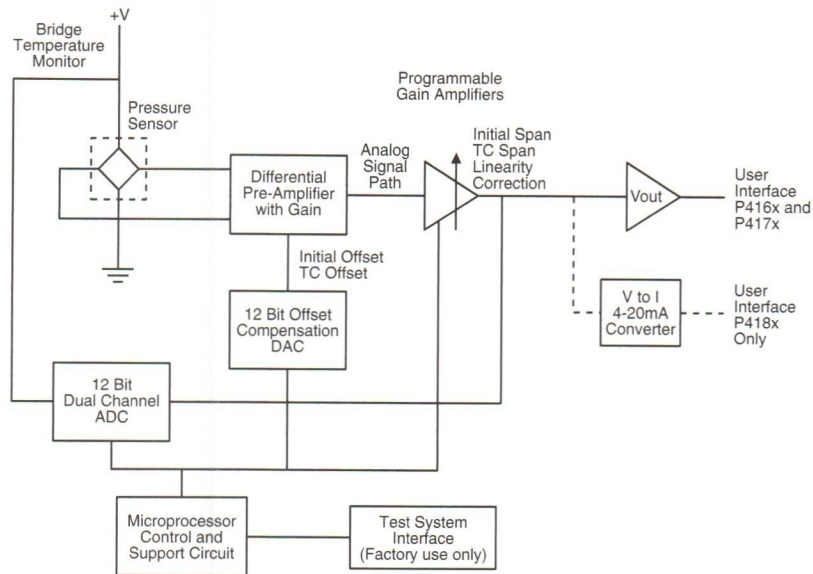 +V
Bridge
Temperature
Monitor
Pressure
Sensor
Programmable
Gain Amplifiers
Differential
Pre-Amplifier
with Gain
Analog
Signal
Path
Initial Span
TC Span
Linearity
Correction
Vout
User
Interface
P416x and
P417x
Initial Offset
TC Offset
12 Bit Offset
Compensation
DAC
V to I
4-20mA
Converter
User
Interface
P418x
Only
12 Bit
Dual Channel
ADC
Microprocessor
Control and
Support Circuit
Test System
Interface
(Factory use only)